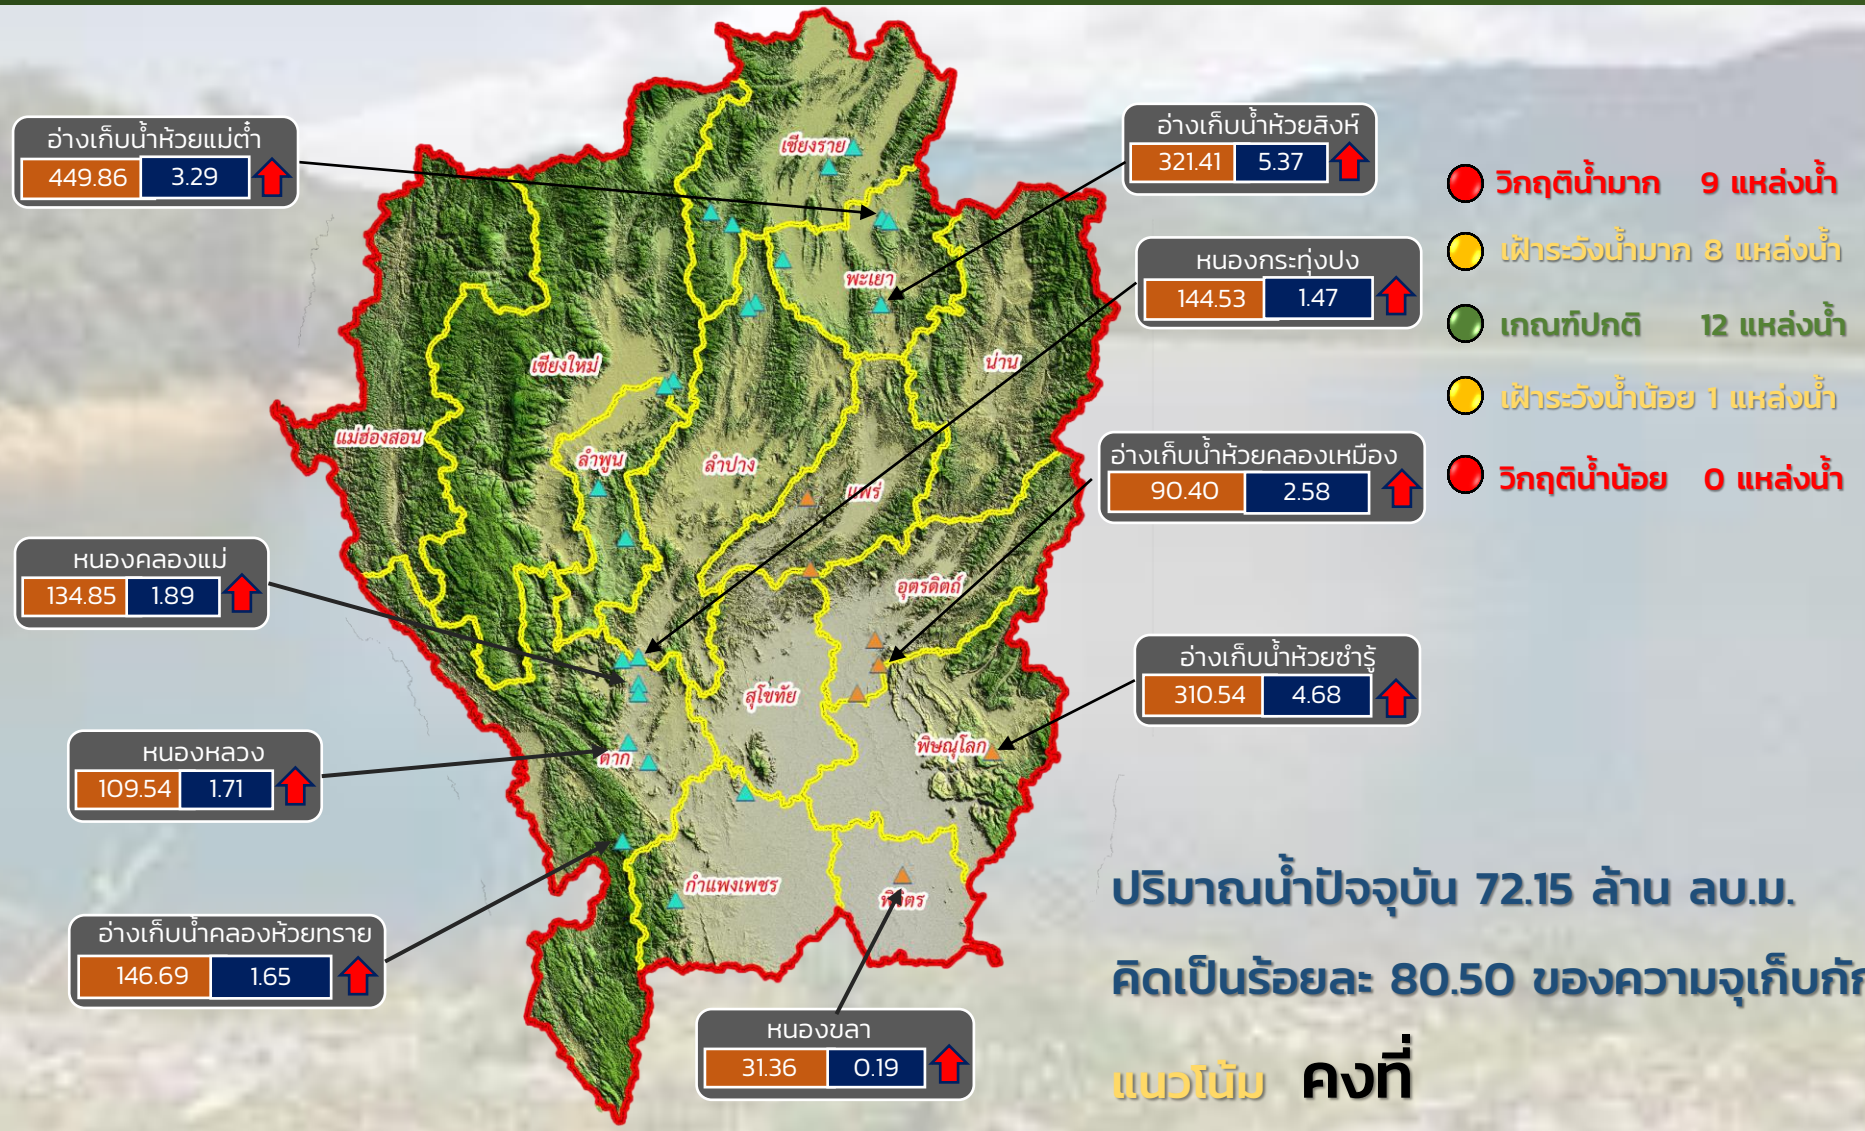 อ่างเก็บน้ำห้วยแม่ต๋ำ
449.86 3.29
อ่างเก็บน้ำห้วยสิงห์
321.41 5.37
หนองกระทุ่งปง
144.53 1.47
อ่างเก็บน้ำห้วยคลองเหมือง
90.40 2.58
อ่างเก็บน้ำห้วยซำรู้
310.54 4.68
หนองคลองแม่
134.85 1.89
หนองหลวง
109.54 1.71
อ่างเก็บน้ำคลองห้วยทราย
146.69 1.65
หนองขลา
31.36 0.19
เชียงราย
พะเยา
น่าน
เชียงใหม่
แม่ฮ่องสอน
ลำพูน
ลำปาง
แพร่
อุตรดิตถ์
สุโขทัย
ตาก
พิษณุโลก
กำแพงเพชร
วิกฤติน้ำมาก 9 แหล่งน้ำ
เฝ้าระวังน้ำมาก 8 แหล่งน้ำ
เกณฑ์ปกติ 12 แหล่งน้ำ
เฝ้าระวังน้ำน้อย 1 แหล่งน้ำ
วิกฤติน้ำน้อย 0 แหล่งน้ำ
ปริมาณน้ำปัจจุบัน 72.15 ล้าน ลบ.ม.
คิดเป็นร้อยละ 80.50 ของความจุเก็บกัก
แนวโน้ม คงที่